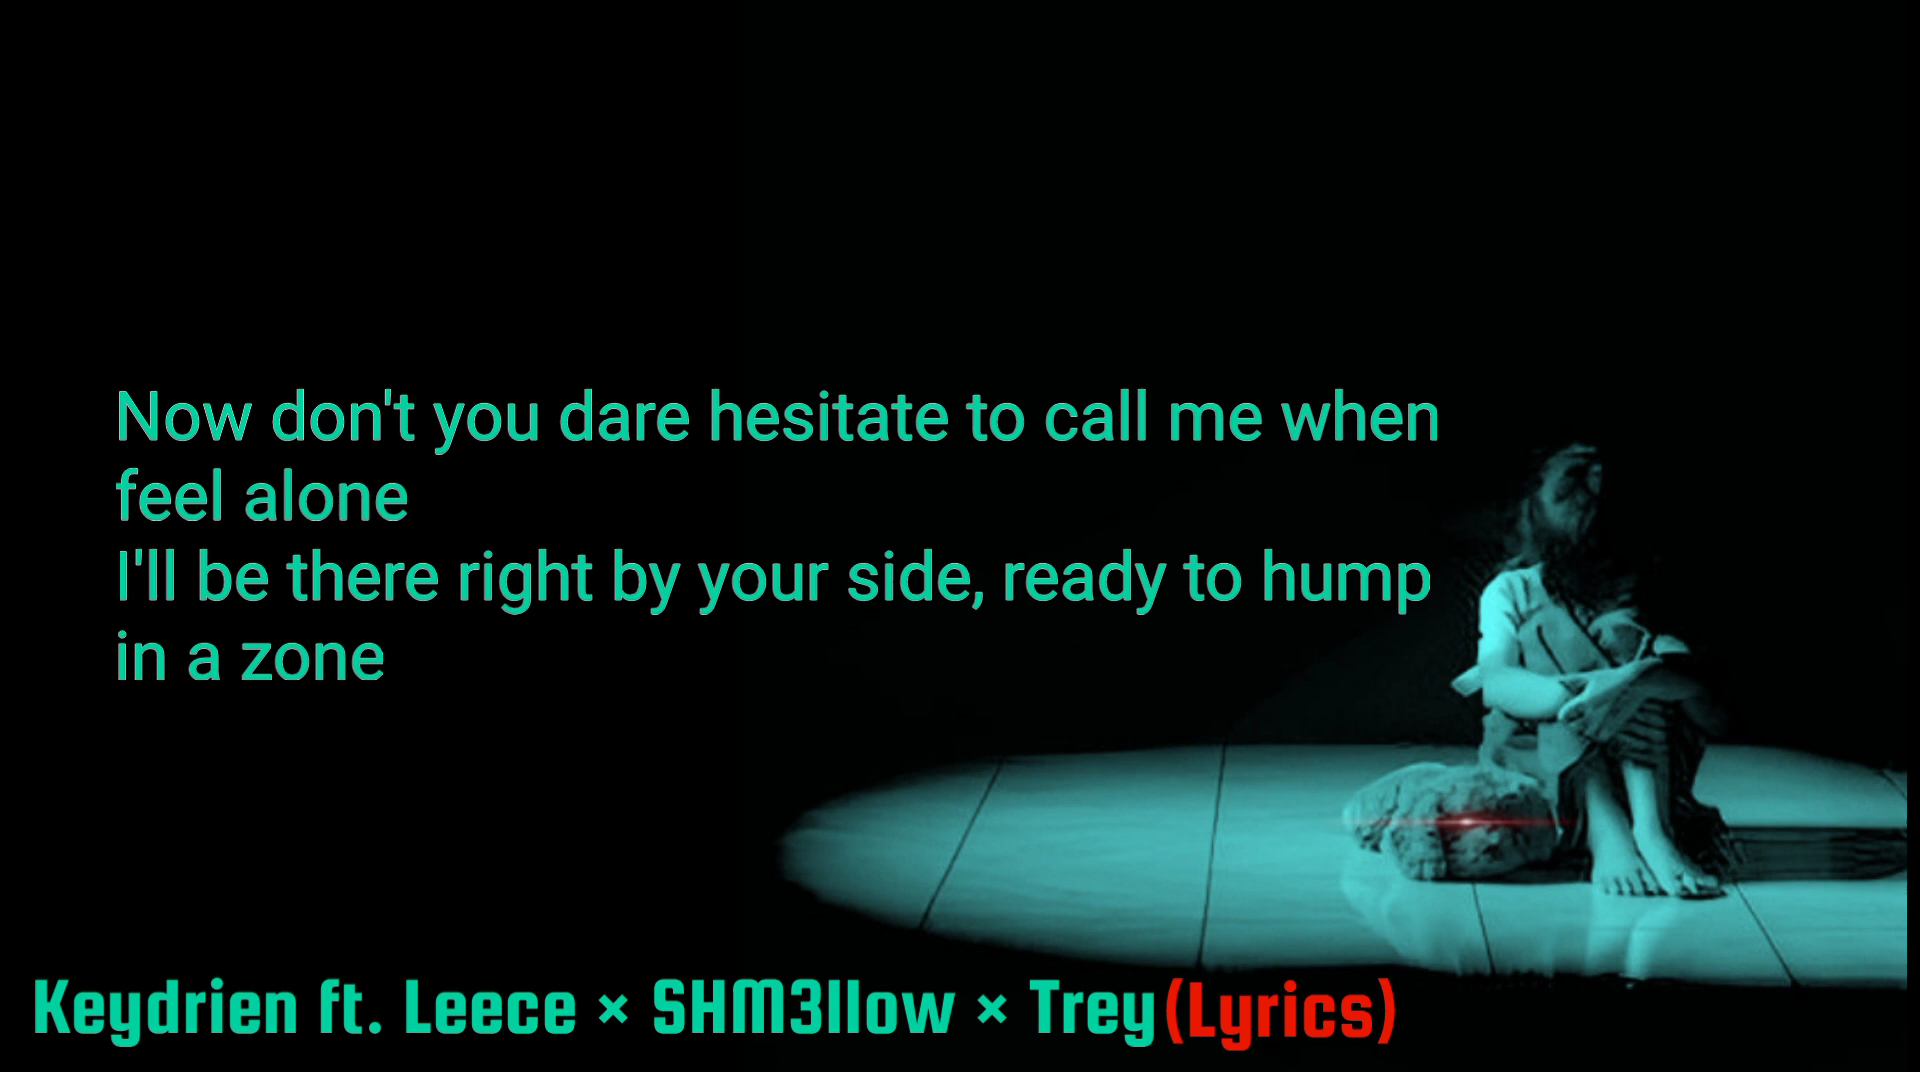 Now don't you dare hesitate to call me when
feel alone
I'll be there right by your side, ready to hump
in a zone
Keydrien ft. Leece × SHM3llow × Trey (Lyrics)